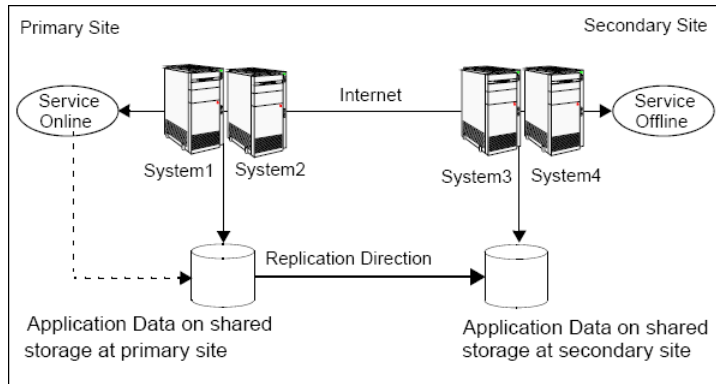 Primary Site
Secondary Site
Service
Online
Internet
Service
Offline
System1
System2
System3
System4
Replication Direction
Application Data on shared
storage at primary site
Application Data on shared
storage at secondary site